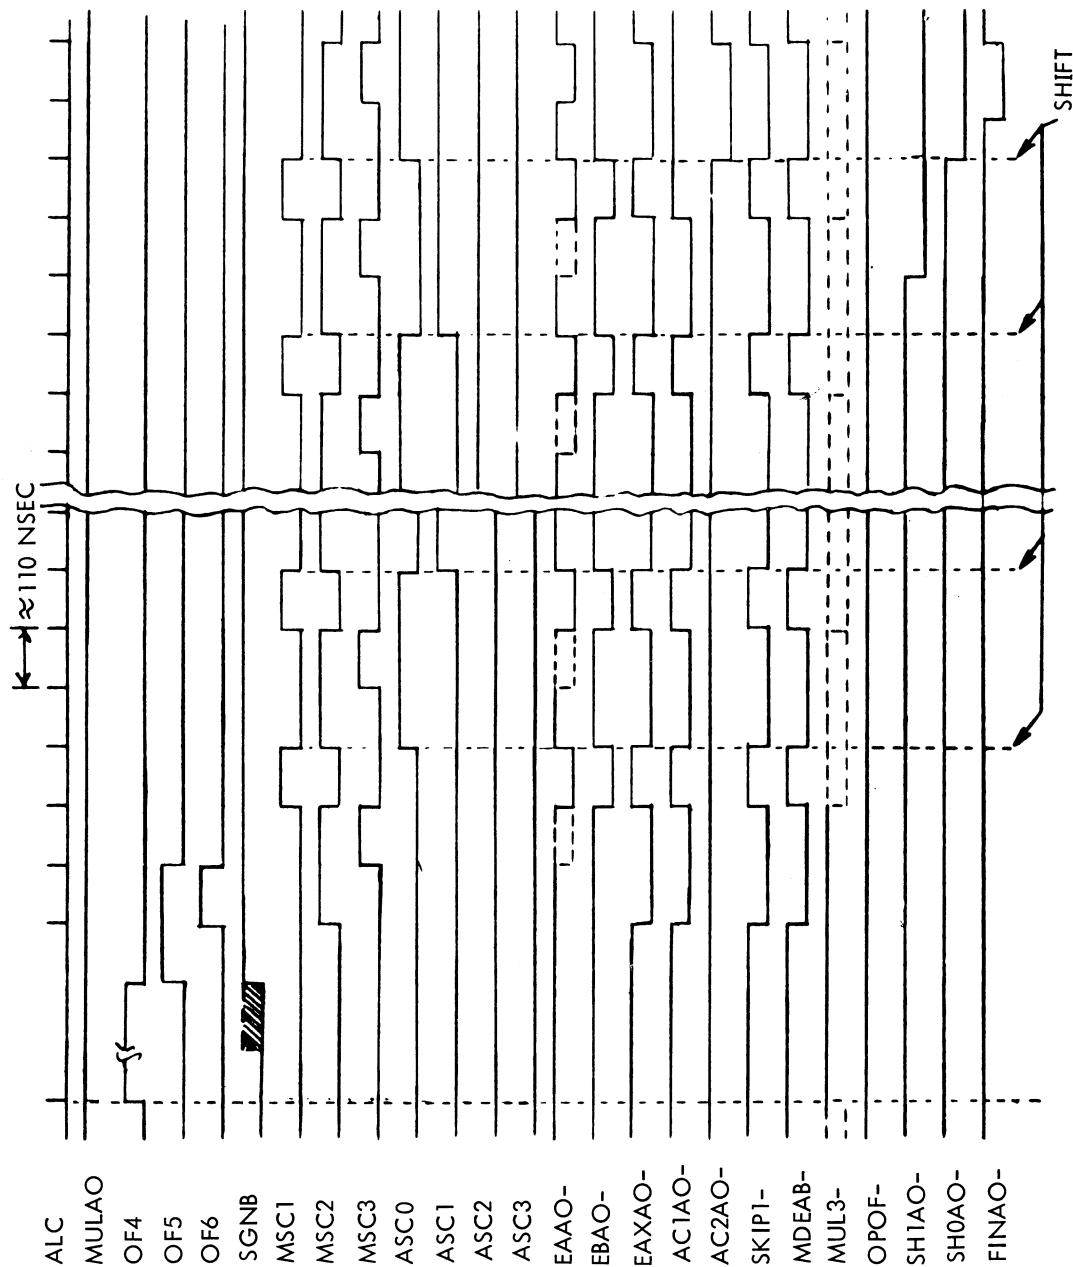 ≈110 NSEC
ALC
MULAO
OF4
OF5
OF6
SGNB
MSC1
MSC2
MSC3
ASC0
ASC1
ASC2
ASC3
EAAO-
EBAO-
EAXAO-
AC1AO-
AC2AO-
SKIP1-
MDEAB-
MUL3-
OPOF-
SH1AO-
SH0AO-
FINAO-
SHIFT